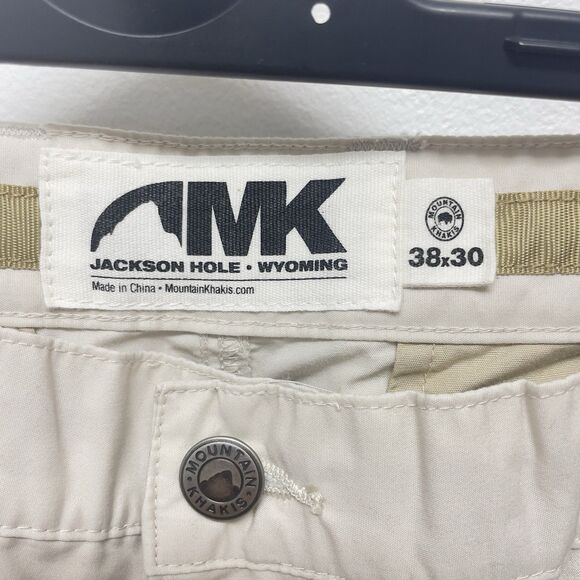 MK
JACKSON HOLE • WYOMING
Made in China • MountainKhakis.com
MOUNTAIN
KHAKIS
38x30
MOUNTAIN
KHAKIS